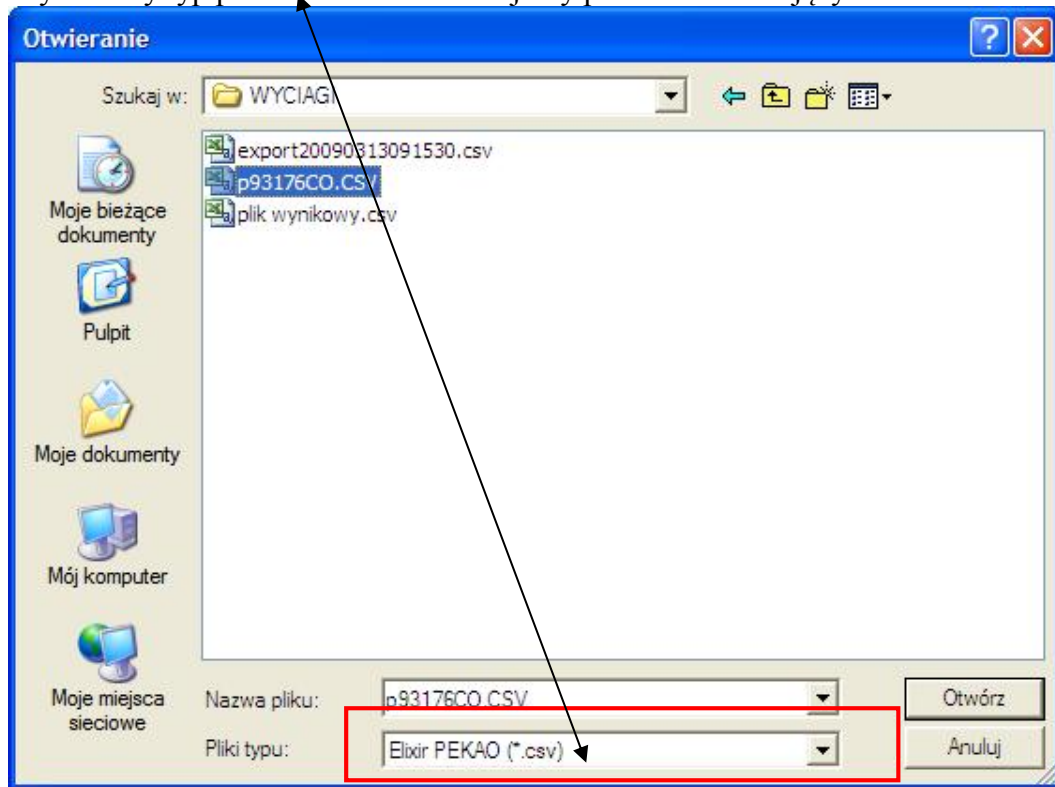 Otwieranie
Szukaj w: WYCIAGI
export20090313091530.csv
p93176CO.CSV
plik wynikowy.csv
Moje bieżące
dokumenty
Pulpit
Moje dokumenty
Mój komputer
Moje miejsca
sieciowe
Nazwa pliku: p93176CO.CSV Otwórz
Pliki typu: Elixir PEKAO (*.csv) Anuluj